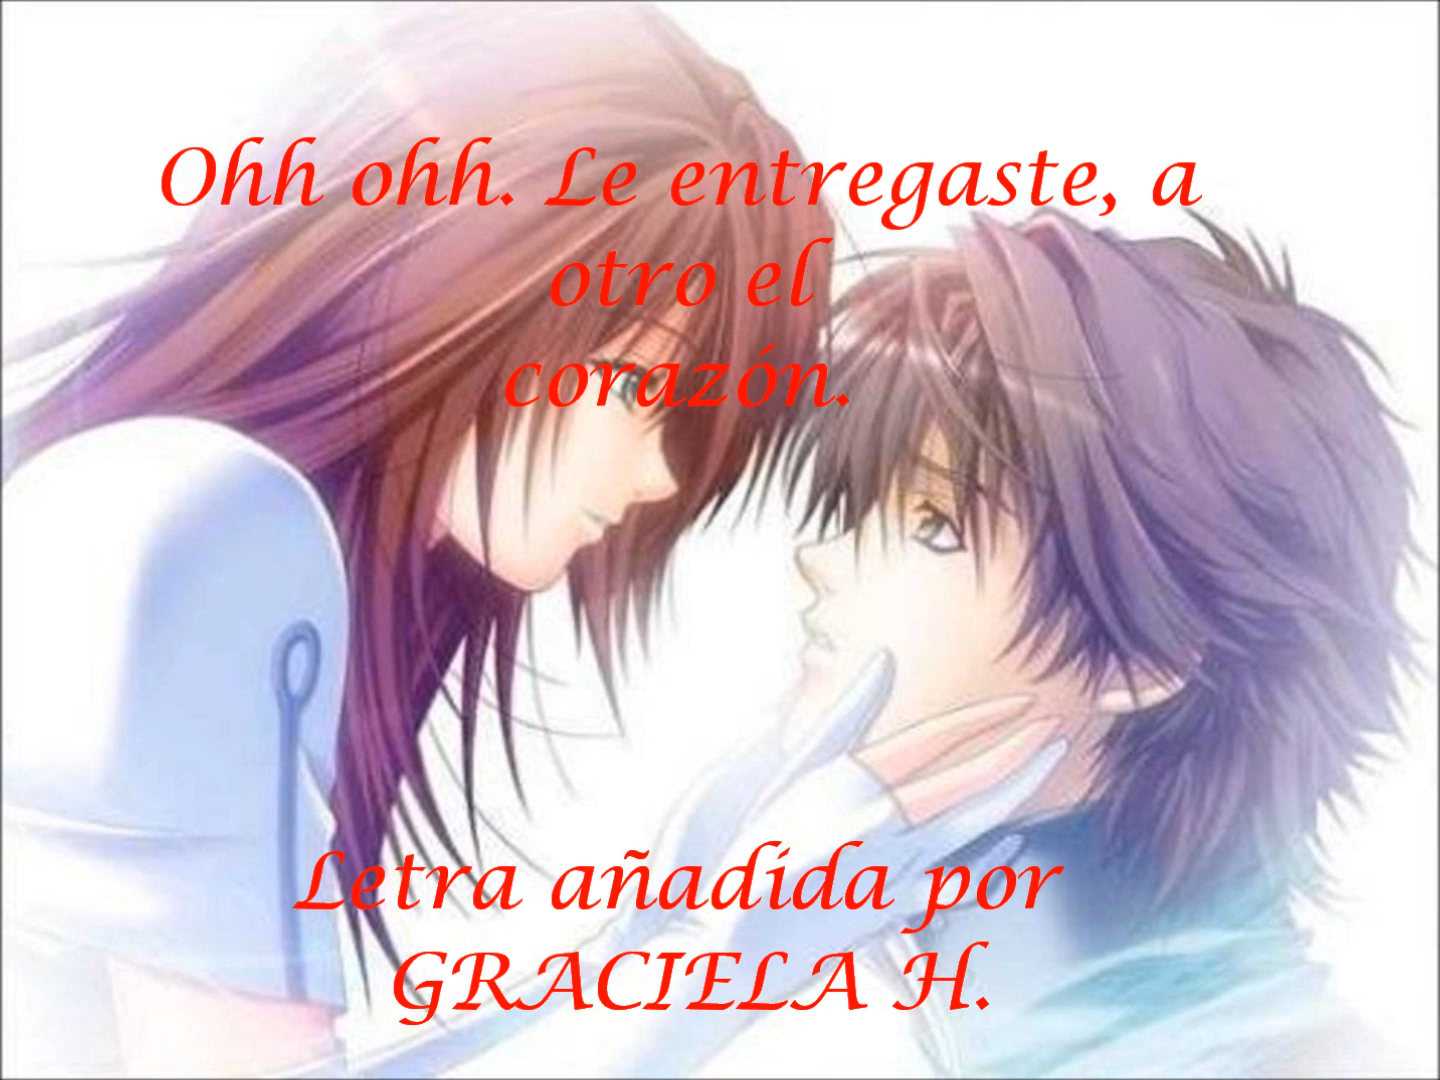 Ohh ohh. Le entregaste, a
otro el
corazón.
Letra añadida por
GRACIELA H.